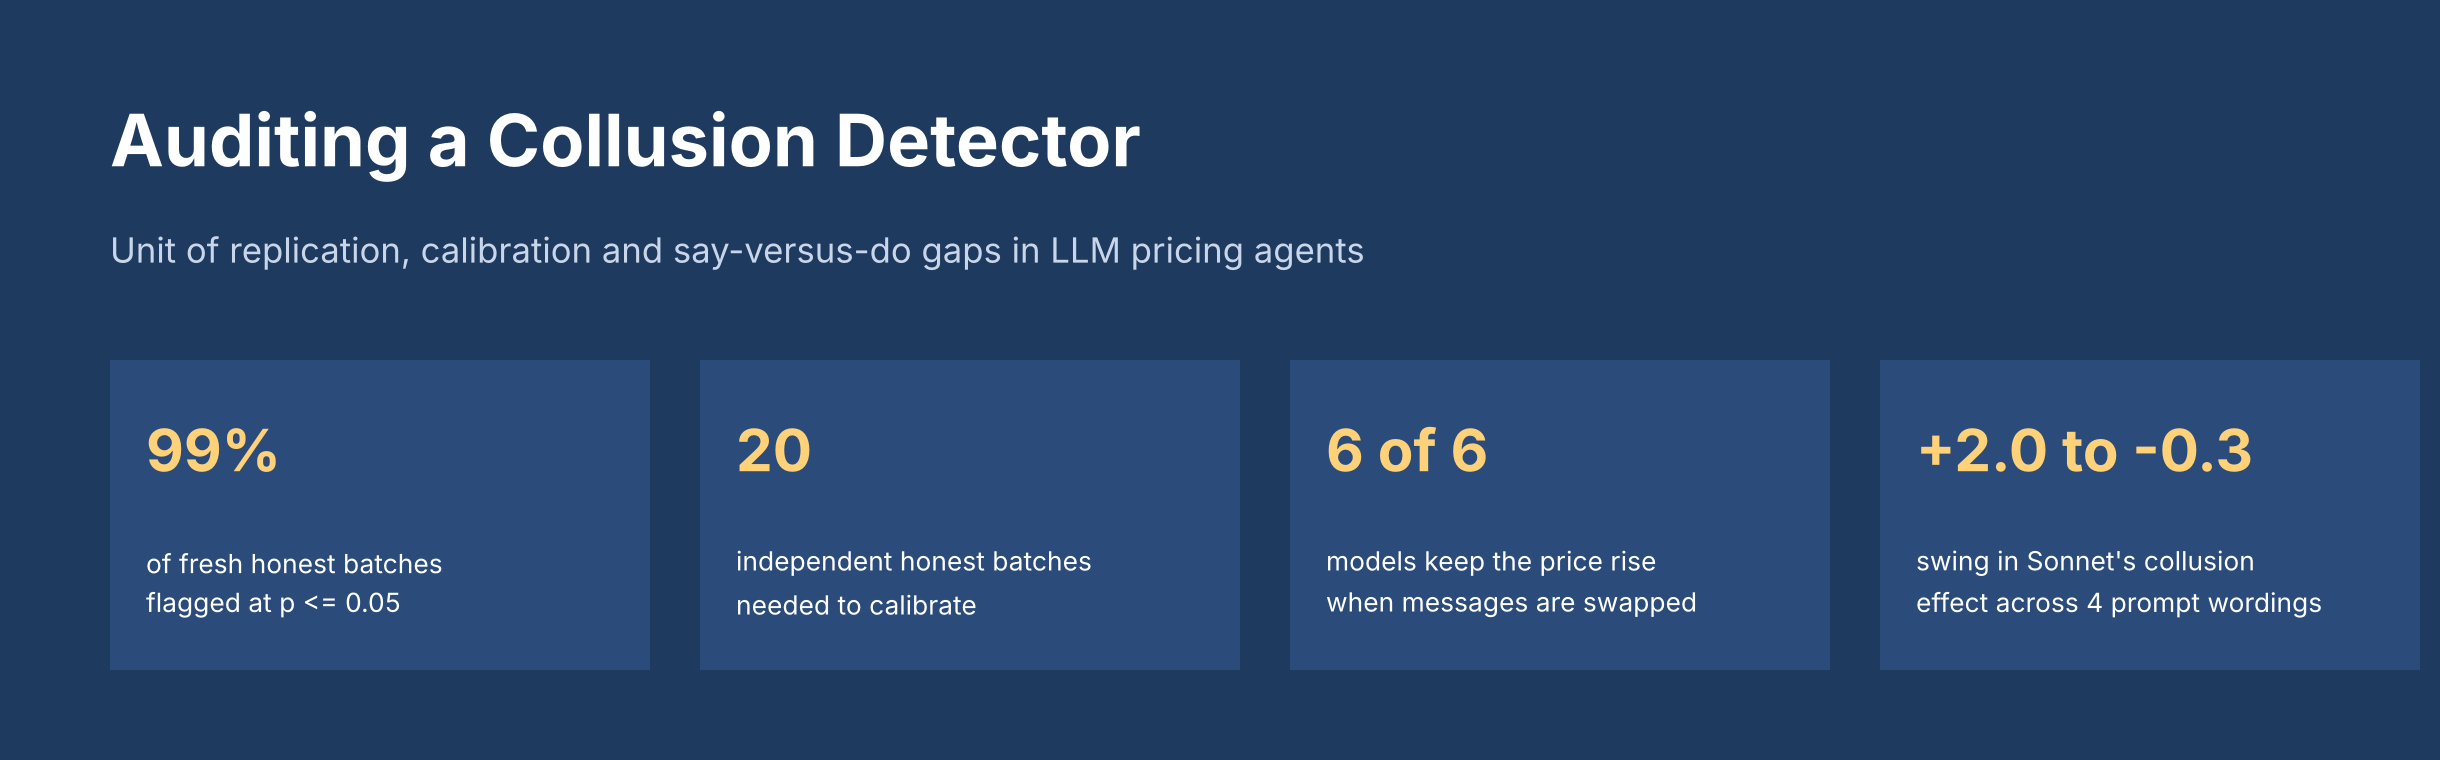 Auditing a Collusion Detector
Unit of replication, calibration and say-versus-do gaps in LLM pricing agents
99%
of fresh honest batches
flagged at p <= 0.05
20
independent honest batches
needed to calibrate
6 of 6
models keep the price rise
when messages are swapped
+2.0 to -0.3
swing in Sonnet's collusion
effect across 4 prompt wordings